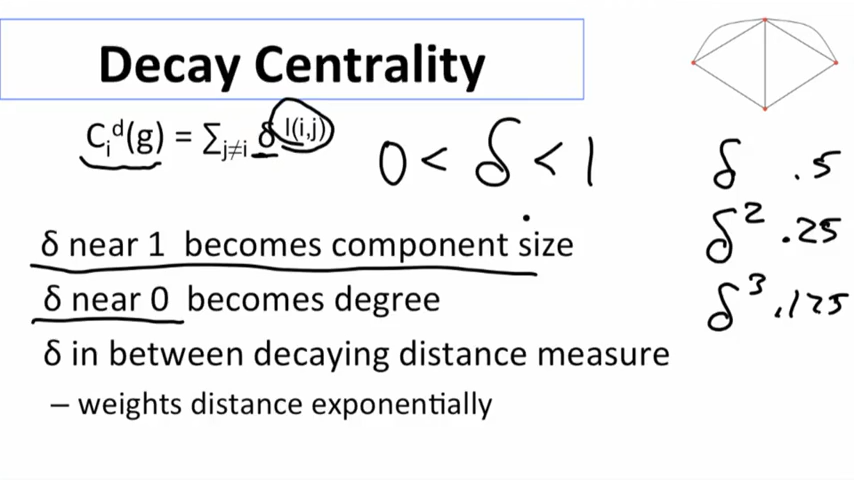 Decay Centrality
Cᵢᵈ(g) = ∑ⱼ≠ᵢ δ^l(i,j)
0 < δ < 1
δ .5
δ² .25
δ³ .125
δ near 1 becomes component size
δ near 0 becomes degree
δ in between decaying distance measure
– weights distance exponentially